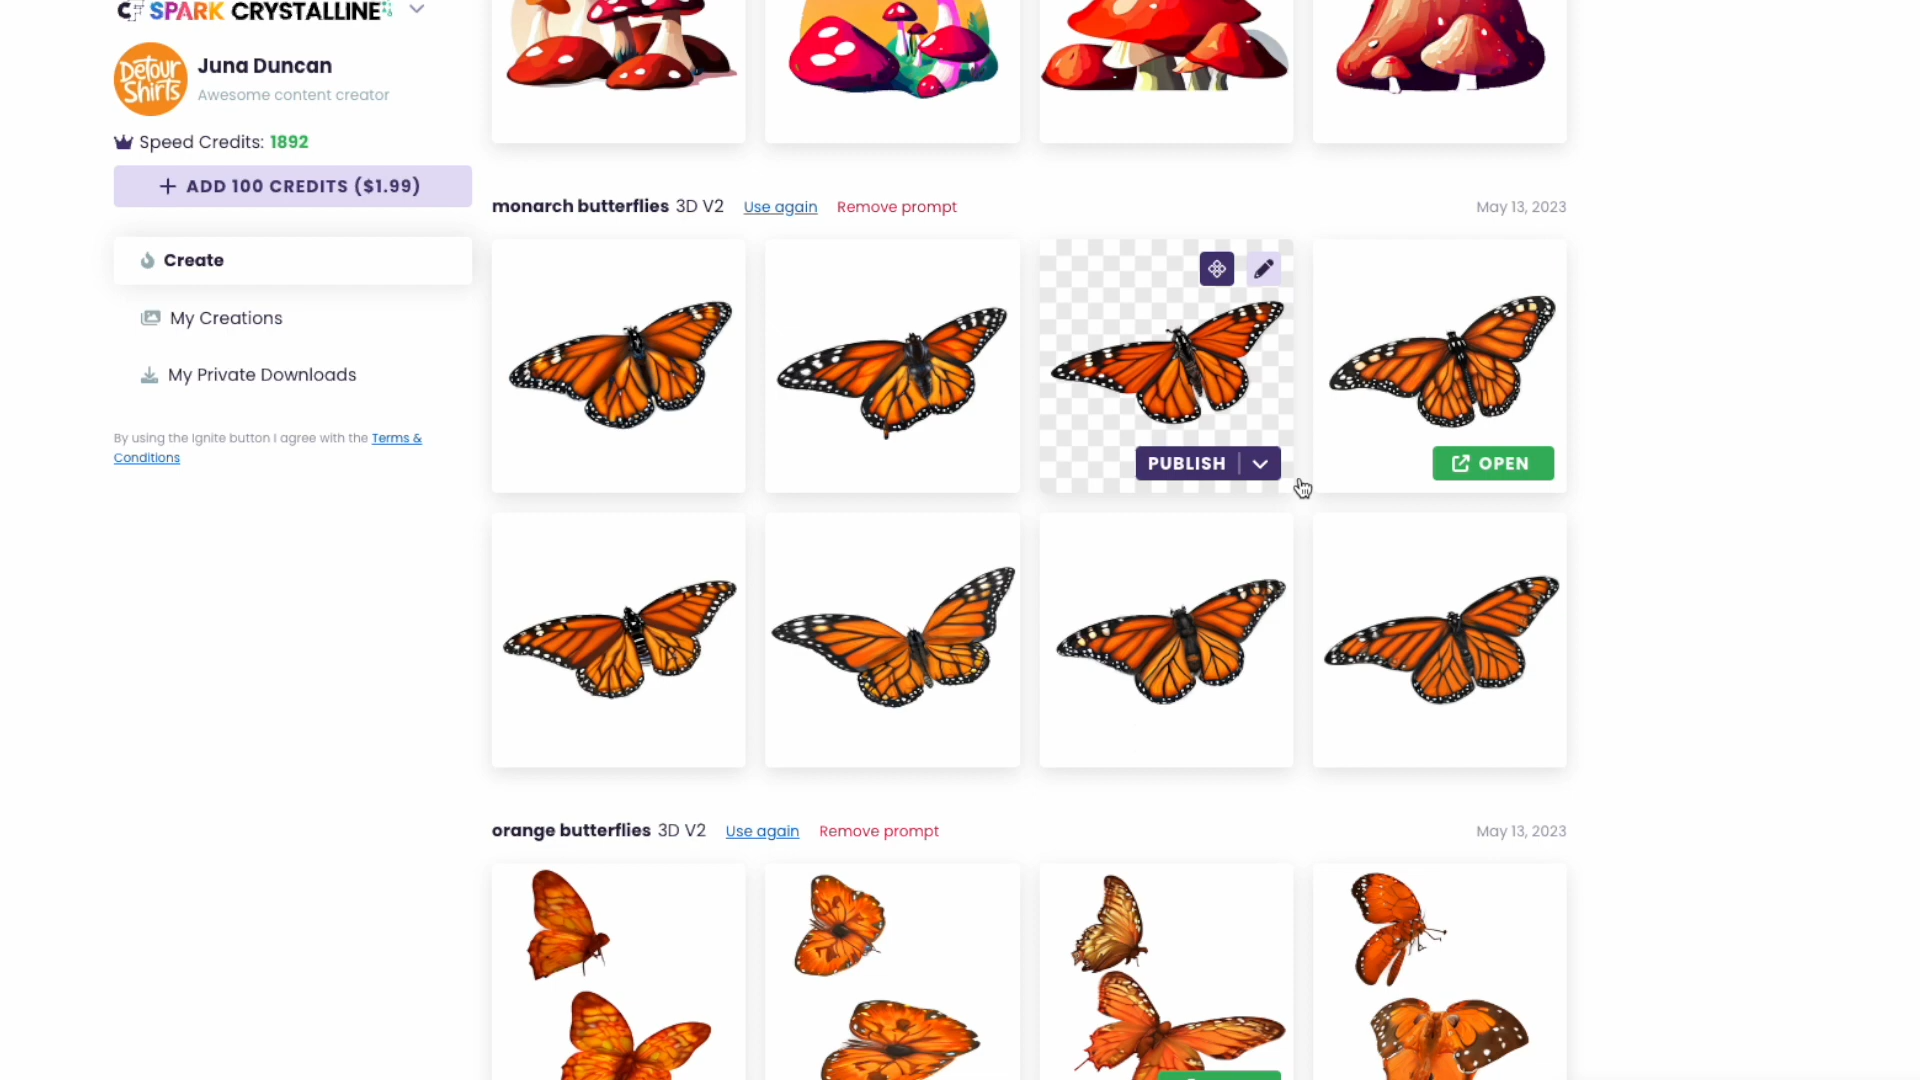 CF SPARK CRYSTALLINE
Detour
Shirts
Juna Duncan
Awesome content creator
Speed Credits: 1892
+ ADD 100 CREDITS ($1.99)
Create
My Creations
My Private Downloads
By using the Ignite button I agree with the Terms &
Conditions
monarch butterflies 3D V2 Use again Remove prompt May 13, 2023
PUBLISH
OPEN
orange butterflies 3D V2 Use again Remove prompt May 13, 2023